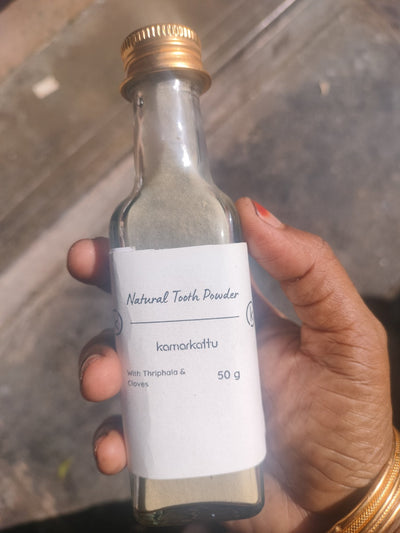 Natural Tooth Powder
kamarkattu
With Thriphala & 50 g
Cloves